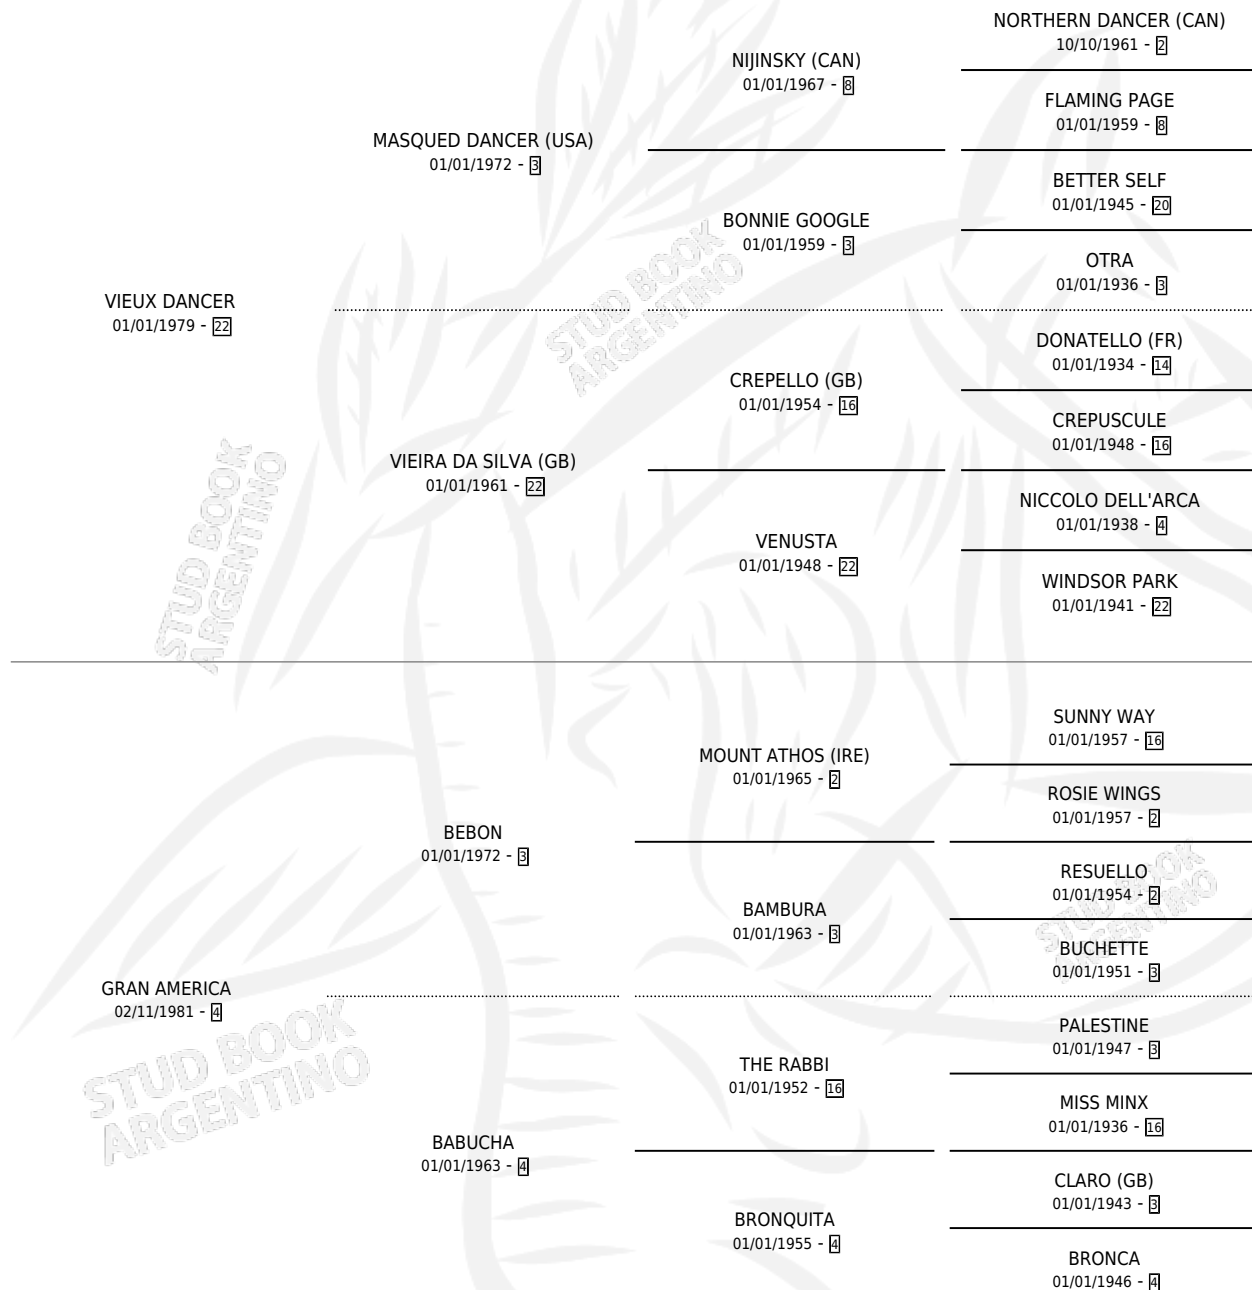 NORTHERN DANCER (CAN)
10/10/1961 - 2
NIJINSKY (CAN)
01/01/1967 - 8
FLAMING PAGE
01/01/1959 - 8
MASQUED DANCER (USA)
01/01/1972 - 3
BETTER SELF
01/01/1945 - 20
BONNIE GOOGLE
01/01/1959 - 3
OTRA
01/01/1936 - 3
VIEUX DANCER
01/01/1979 - 22
STUD BOOK
ARGENTINO
DONATELLO (FR)
01/01/1934 - 14
CREPELLO (GB)
01/01/1954 - 16
CREPUSCULE
01/01/1948 - 16
VIEIRA DA SILVA (GB)
01/01/1961 - 22
NICCOLO DELL'ARCA
01/01/1938 - 4
VENUSTA
01/01/1948 - 22
WINDSOR PARK
01/01/1941 - 22
STUD BOOK
ARGENTINO
SUNNY WAY
01/01/1957 - 16
MOUNT ATHOS (IRE)
01/01/1965 - 2
ROSIE WINGS
01/01/1957 - 2
BEBON
01/01/1972 - 3
RESUELLO
01/01/1954 - 2
BAMBURA
01/01/1963 - 3
BUCHETTE
01/01/1951 - 3
STUD BOOK
ARGENTINO
GRAN AMERICA
02/11/1981 - 4
PALESTINE
01/01/1947 - 3
THE RABBI
01/01/1952 - 16
MISS MINX
01/01/1936 - 16
STUD BOOK
ARGENTINO
BABUCHA
01/01/1963 - 4
CLARO (GB)
01/01/1943 - 3
BRONQUITA
01/01/1955 - 4
BRONCA
01/01/1946 - 4